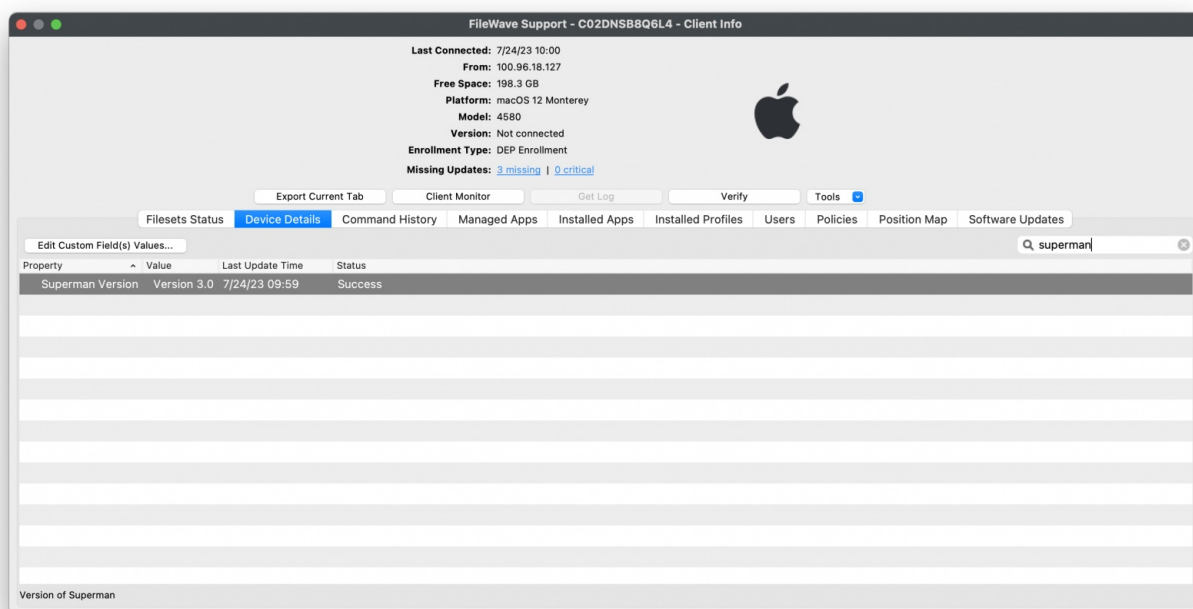 FileWave Support - C02DNSB8Q6L4 - Client Info
Last Connected: 7/24/23 10:00
From: 100.96.18.127
Free Space: 198.3 GB
Platform: macOS 12 Monterey
Model: 4580
Version: Not connected
Enrollment Type: DEP Enrollment
Missing Updates: 3 missing | 0 critical
Export Current Tab Client Monitor Get Log Verify Tools
Filesets Status Device Details Command History Managed Apps Installed Apps Installed Profiles Users Policies Position Map Software Updates
Edit Custom Field(s) Values... superman
Property Value Last Update Time Status
Superman Version Version 3.0 7/24/23 09:59 Success
Version of Superman